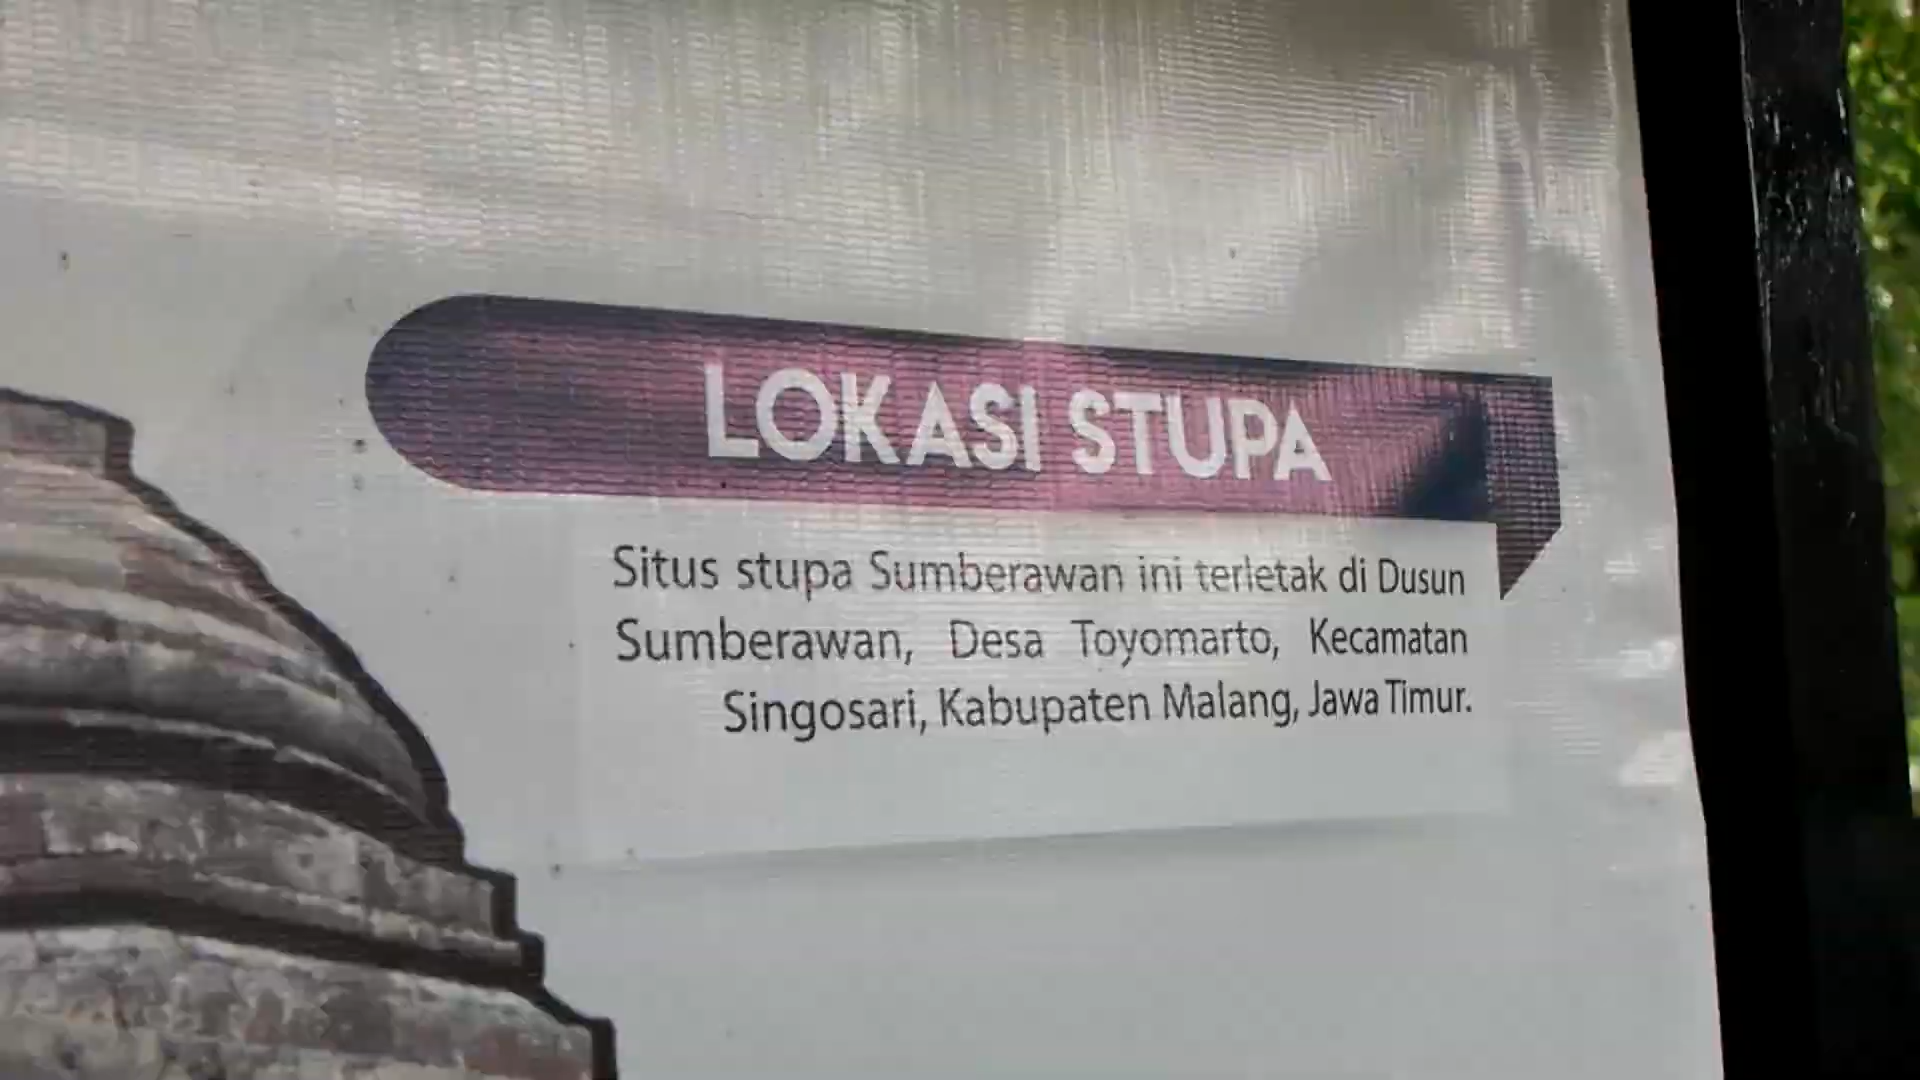 LOKASI STUPA
Situs stupa Sumberawan ini terletak di Dusun
Sumberawan, Desa Toyomarto, Kecamatan
Singosari, Kabupaten Malang, Jawa Timur.